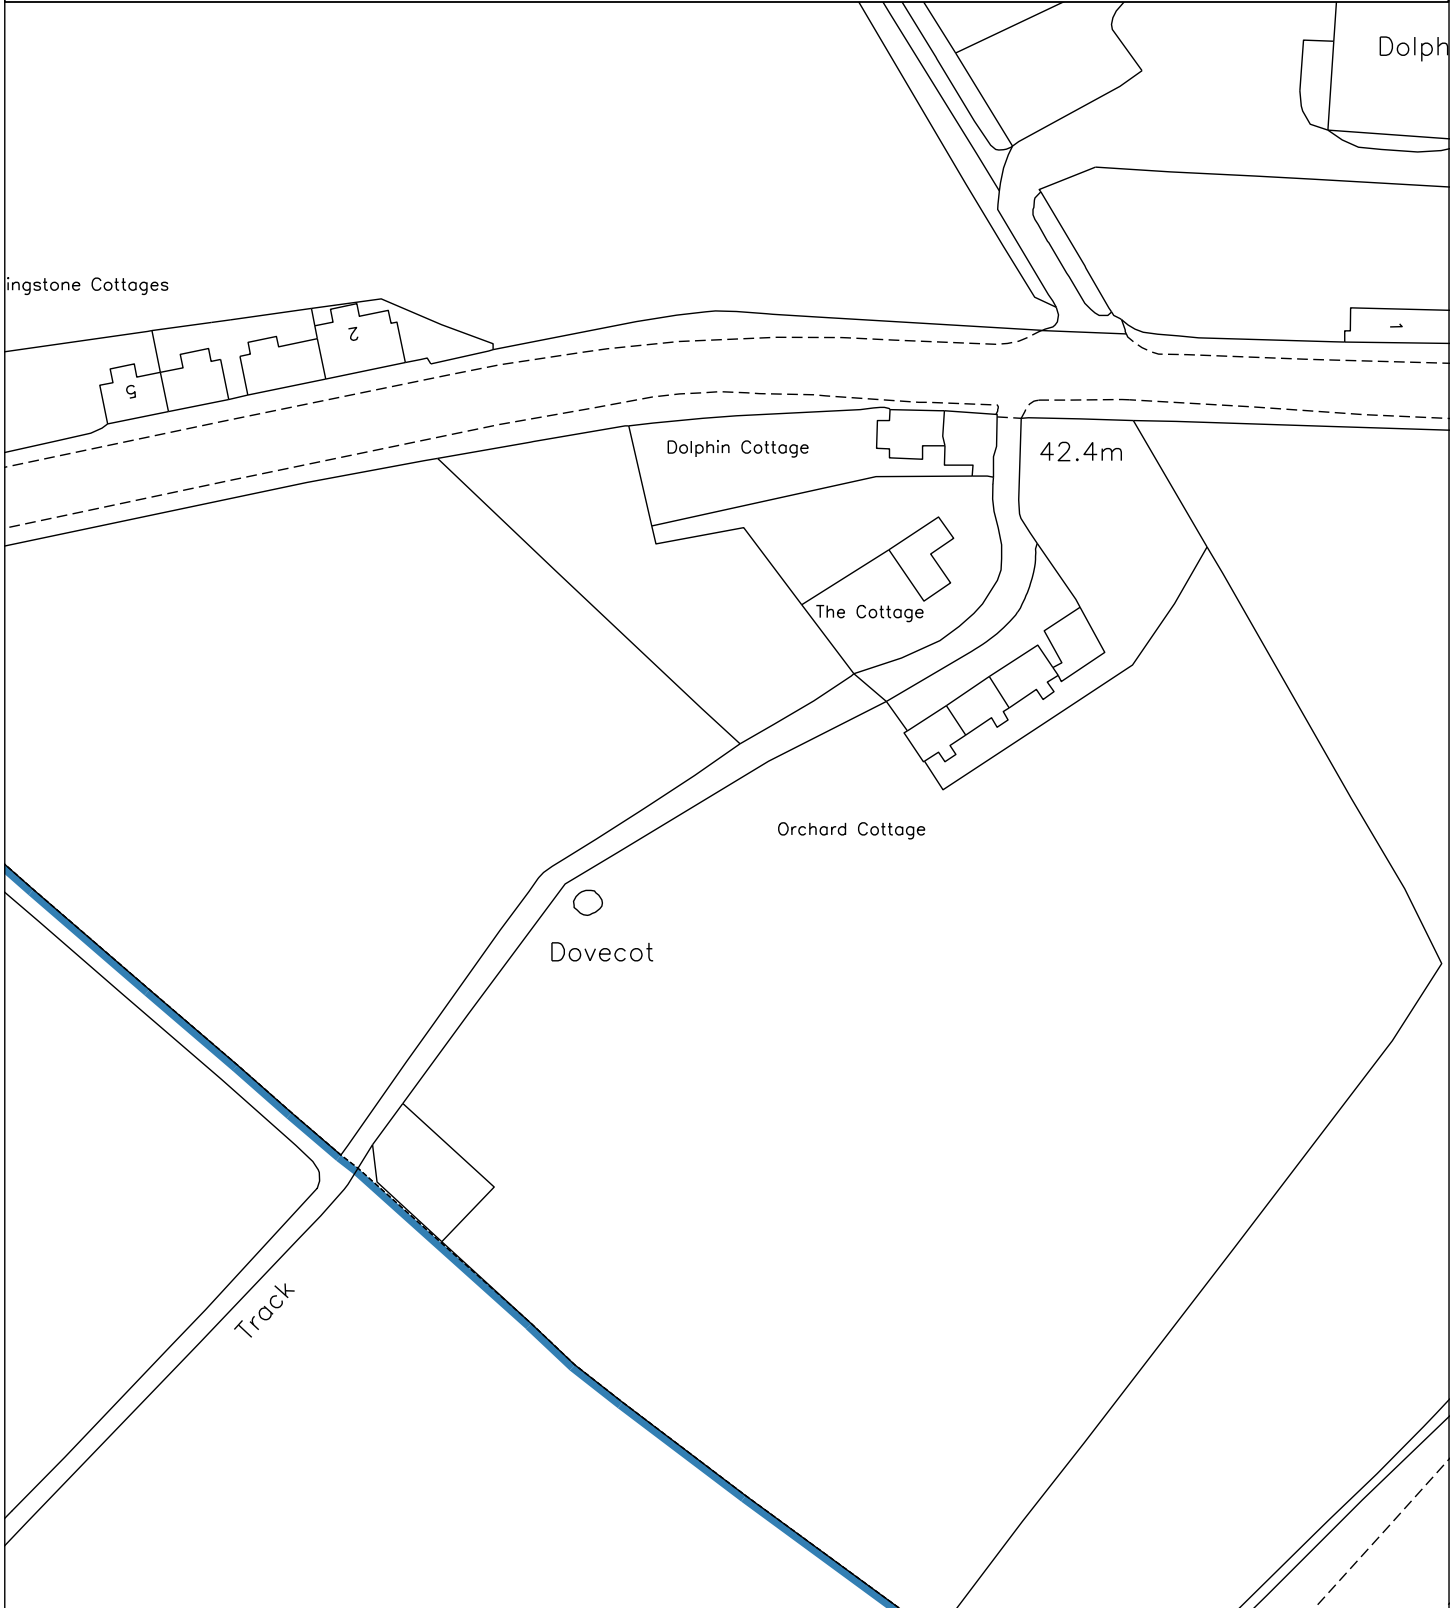 Dolph
ingstone Cottages
2
5
1
Dolphin Cottage
42.4m
The Cottage
Orchard Cottage
Dovecot
Track